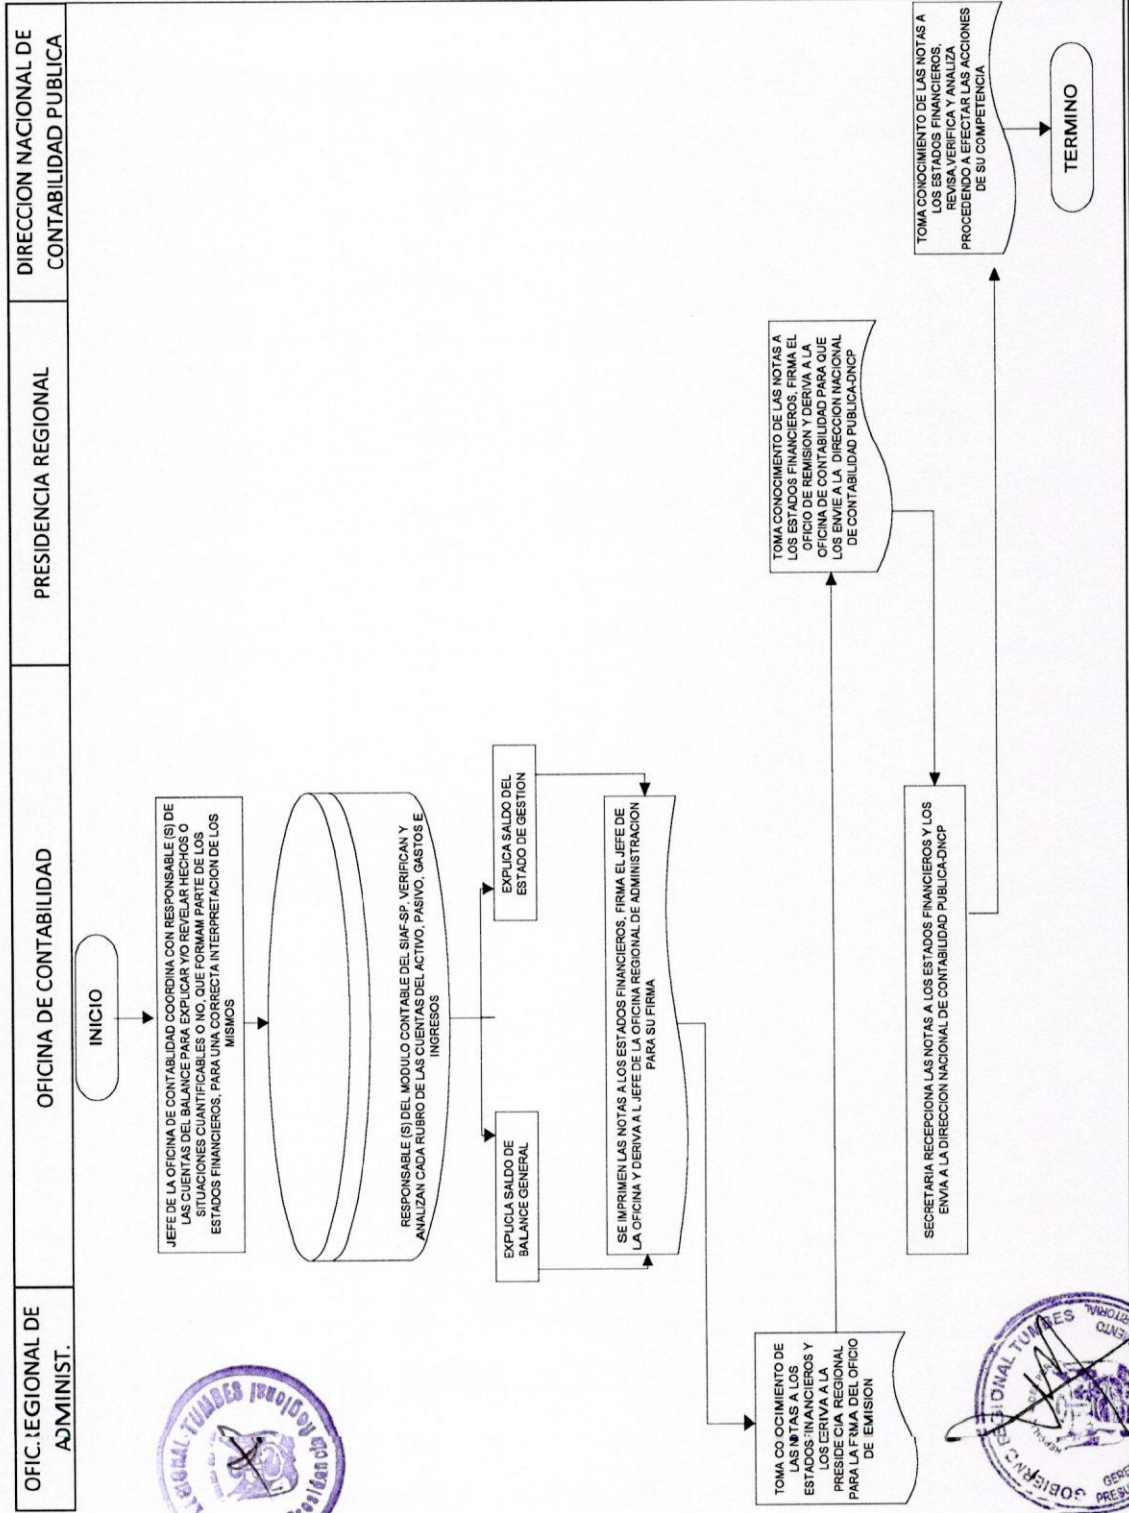 OFIC. REGIONAL DE
ADMINIST.
OFICINA DE CONTABILIDAD
PRESIDENCIA REGIONAL
DIRECCION NACIONAL DE
CONTABILIDAD PUBLICA
INICIO
JEFE DE LA OFICINA DE CONTABLIDAD COORDINA CON RESPONSABLE (S) DE
LAS CUENTAS DEL BALANCE PARA EXPLICAR Y/O REVELAR HECHOS O
SITUACIONES CUANTIFICABLES O NO, QUE FORMAM PARTE DE LOS
ESTADOS FINANCIEROS, PARA UNA CORRECTA INTERPRETACION DE LOS
MISMOS
RESPONSABLE (S) DEL MODULO CONTABLE DEL SIAF-SP, VERIFICAN Y
ANALIZAN CADA RUBRO DE LAS CUENTAS DEL ACTIVO, PASIVO, GASTOS E
INGRESOS
EXPLICLA SALDO DE
BALANCE GENERAL
EXPLICA SALDO DEL
ESTADO DE GESTION
SE IMPRIMEN LAS NOTAS A LOS ESTADOS FINANCIEROS, FIRMA EL JEFE DE
LA OFICINA Y DERIVA A L JEFE DE LA OFICINA REGIONAL DE ADMINISTRACION
PARA SU FIRMA
TOMA CO OCIMIENTO DE
LAS NOTAS A LOS
ESTADOS FINANCIEROS Y
LOS DERIVA A LA
PRESIDE CIA REGIONAL
PARA LA FIRMA DEL OFICIO
DE REMISION
TOMA CONOCIMIENTO DE LAS NOTAS A
LOS ESTADOS FINANCIEROS, FIRMA EL
OFICIO DE REMISION Y DERIVA A LA
OFICINA DE CONTABILIDAD PARA QUE
LOS ENVIE A LA DIRECCION NACIONAL
DE CONTABILIDAD PUBLICA-DNCP
SECRETARIA RECEPCIONA LAS NOTAS A LOS ESTADOS FINANCIEROS Y LOS
ENVIA A LA DIRECCION NACIONAL DE CONTABILIDAD PUBLICA-DNCP
TOMA CONOCIMIENTO DE LAS NOTAS A
LOS ESTADOS FINANCIEROS,
REVISA,VERIFICA Y ANALIZA
PROCEDENDO A EFECTAR LAS ACCIONES
DE SU COMPETENCIA
TERMINO
TUMBES
GOBIERNO REGIONAL TUMBES